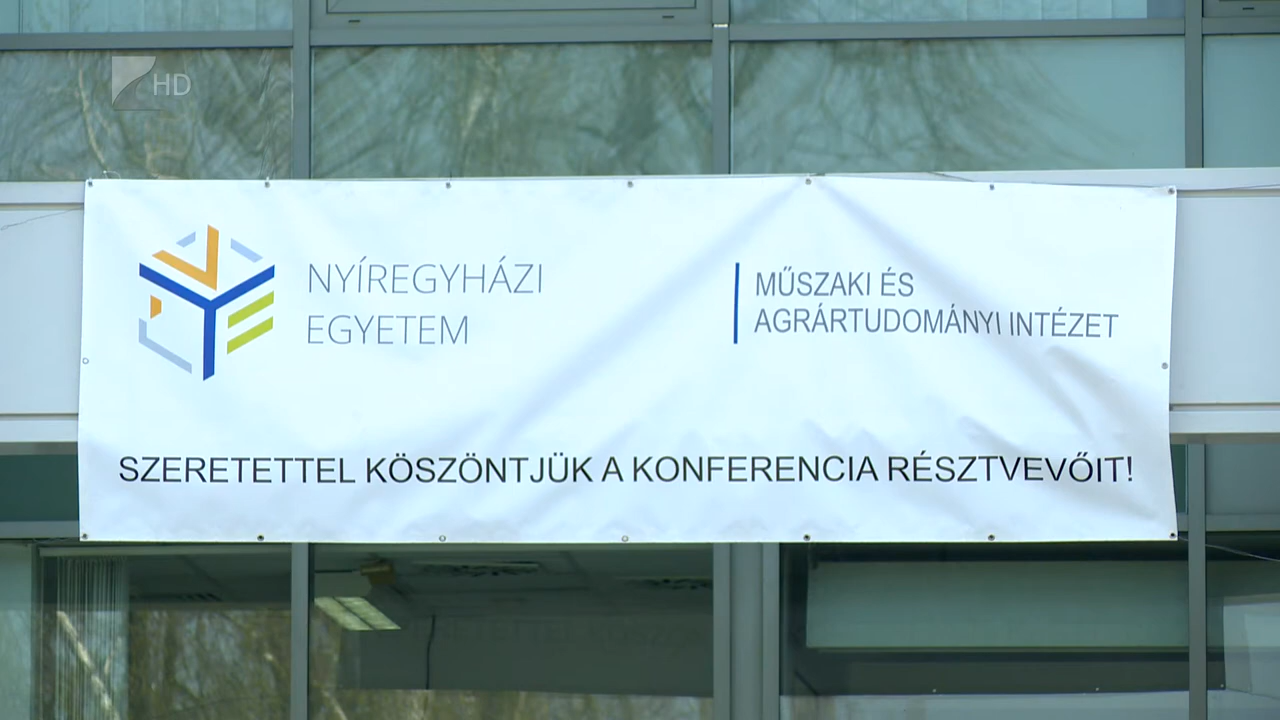 HD
NYÍREGYHÁZI
EGYETEM
MŰSZAKI ÉS
AGRÁRTUDOMÁNYI INTÉZET
SZERETETTEL KÖSZÖNTJÜK A KONFERENCIA RÉSZTVEVŐIT!